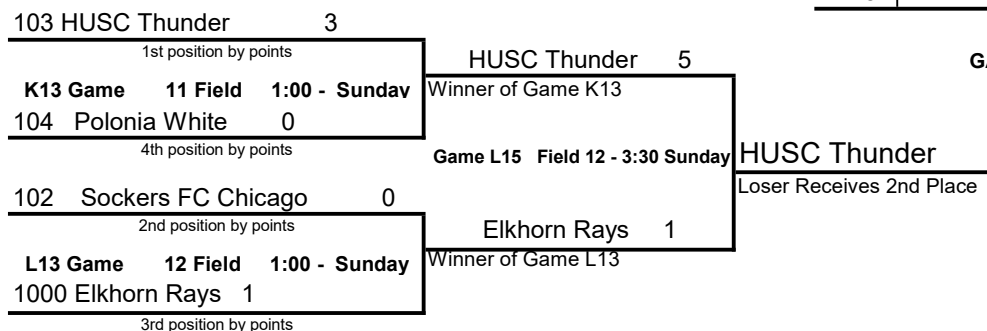 103 HUSC Thunder 3
1st position by points
HUSC Thunder 5
K13 Game 11 Field 1:00 - Sunday
Winner of Game K13
104 Polonia White 0
4th position by points
Game L15 Field 12 - 3:30 Sunday
HUSC Thunder
Loser Receives 2nd Place
102 Sockers FC Chicago 0
2nd position by points
Elkhorn Rays 1
L13 Game 12 Field 1:00 - Sunday
Winner of Game L13
1000 Elkhorn Rays 1
3rd position by points